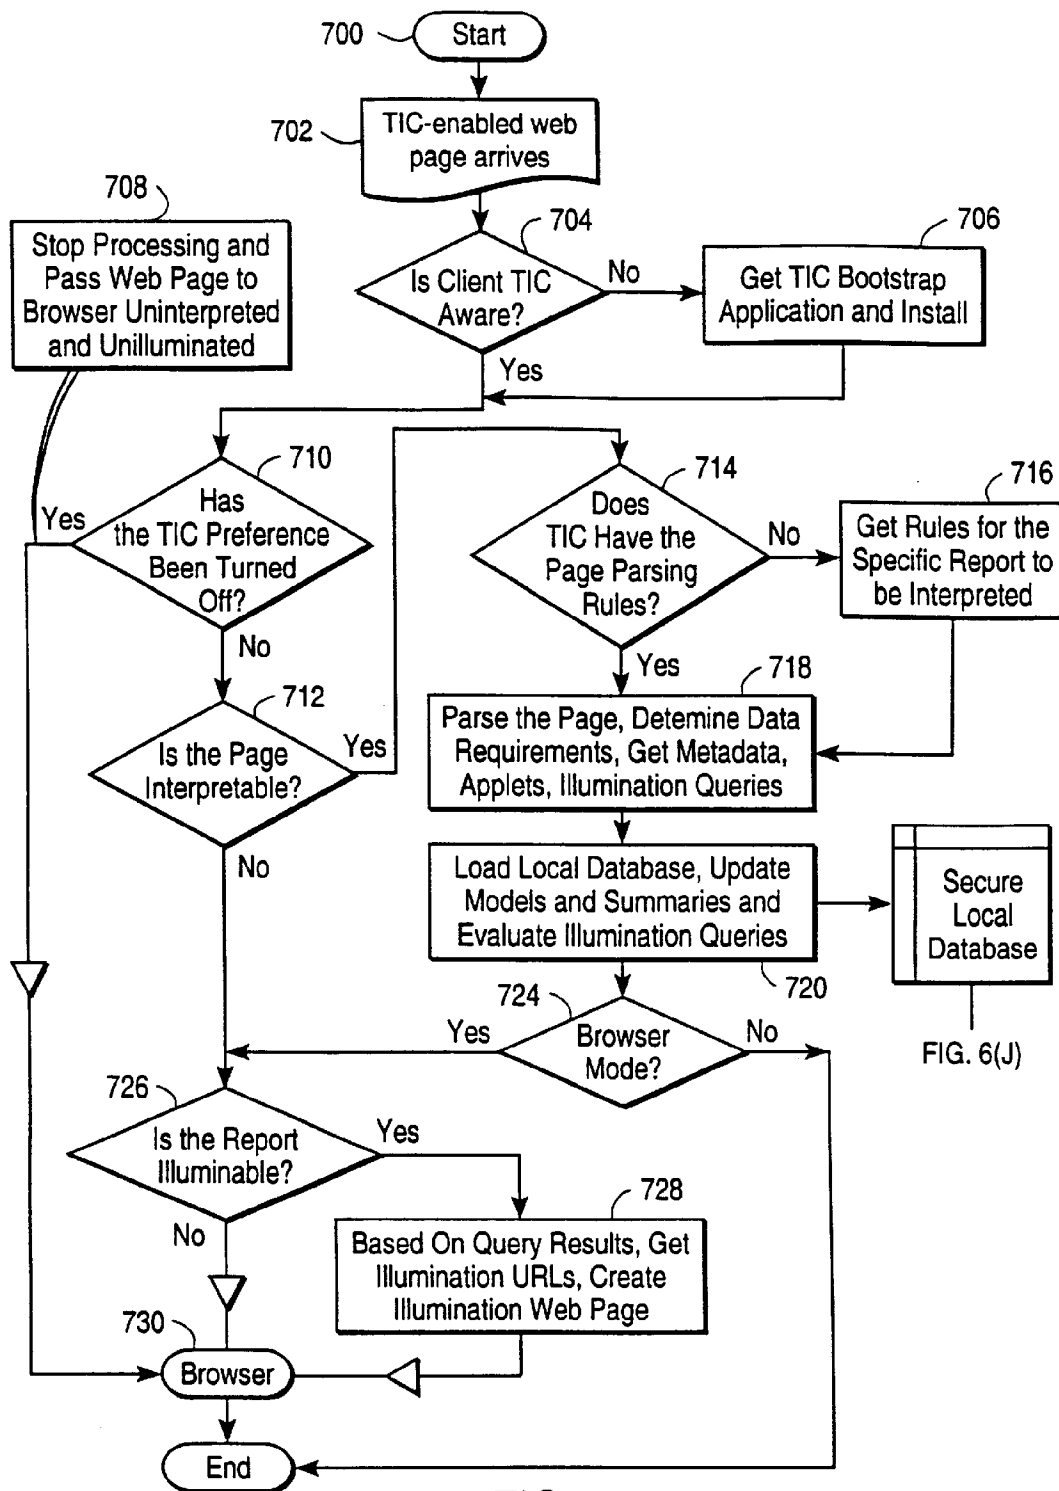 700
Start
702
TIC-enabled web
page arrives
708
Stop Processing and
Pass Web Page to
Browser Uninterpreted
and Unilluminated
704
Is Client TIC
Aware?
No
Yes
706
Get TIC Bootstrap
Application and Install
710
Has
the TIC Preference
Been Turned
Off?
Yes
No
714
Does
TIC Have the
Page Parsing
Rules?
No
Yes
716
Get Rules for the
Specific Report to
be Interpreted
712
Is the Page
Interpretable?
Yes
No
718
Parse the Page, Detemine Data
Requirements, Get Metadata,
Applets, Illumination Queries
Load Local Database, Update
Models and Summaries and
Evaluate Illumination Queries
720
Secure
Local
Database
FIG. 6(J)
724
Browser
Mode?
Yes
No
726
Is the Report
Illuminable?
Yes
No
728
Based On Query Results, Get
Illumination URLs, Create
Illumination Web Page
730
Browser
End